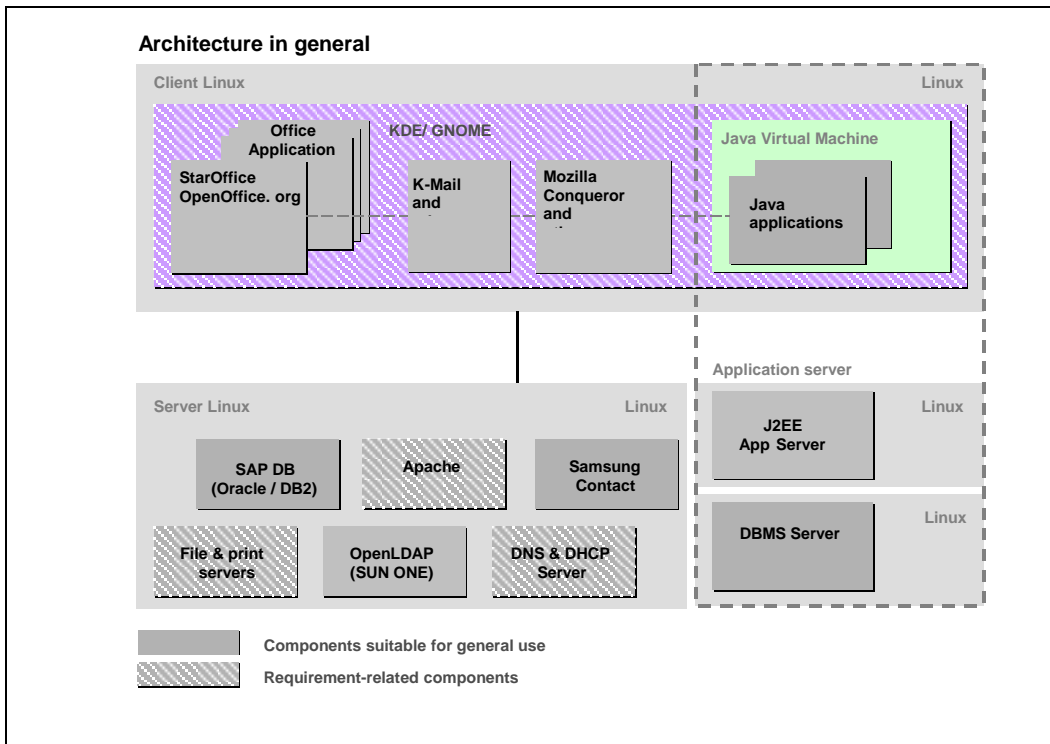 Architecture in general
Client Linux
Linux
KDE/ GNOME
Office
Application
StarOffice
OpenOffice. org
K-Mail
and
Mozilla
Conqueror
and
Java Virtual Machine
Java
applications
Application server
Server Linux
Linux
SAP DB
(Oracle / DB2)
Apache
Samsung
Contact
File & print
servers
OpenLDAP
(SUN ONE)
DNS & DHCP
Server
J2EE
App Server
Linux
DBMS Server
Linux
Components suitable for general use
Requirement-related components